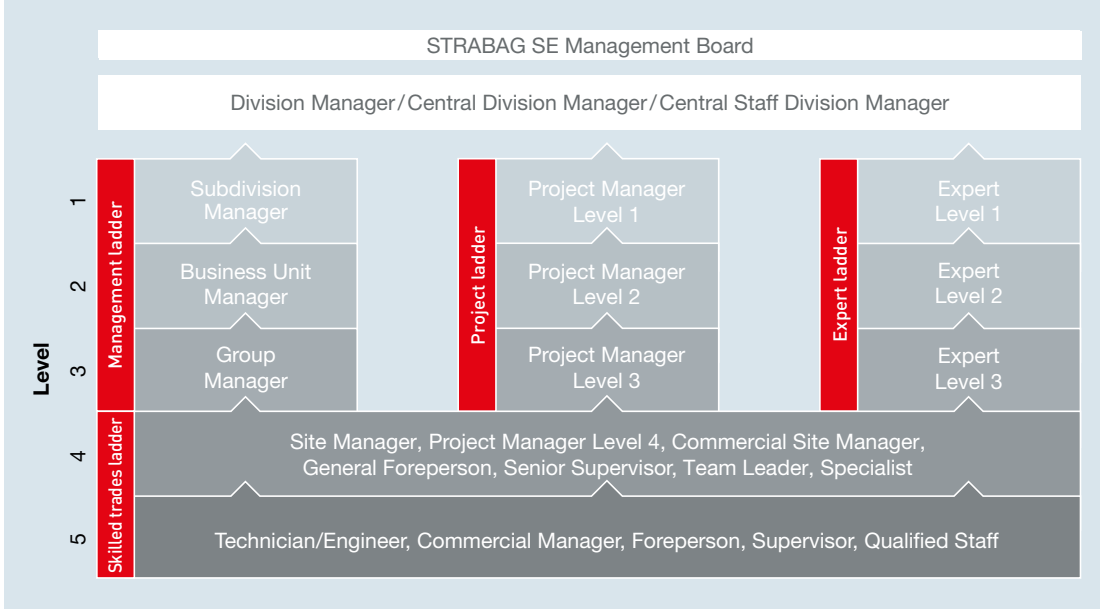 STRABAG SE Management Board
Division Manager/Central Division Manager/Central Staff Division Manager
Level
1
2
3
4
5
Management ladder
Subdivision
Manager
Business Unit
Manager
Group
Manager
Project ladder
Project Manager
Level 1
Project Manager
Level 2
Project Manager
Level 3
Expert ladder
Expert
Level 1
Expert
Level 2
Expert
Level 3
Skilled trades ladder
Site Manager, Project Manager Level 4, Commercial Site Manager,
General Foreperson, Senior Supervisor, Team Leader, Specialist
Technician/Engineer, Commercial Manager, Foreperson, Supervisor, Qualified Staff